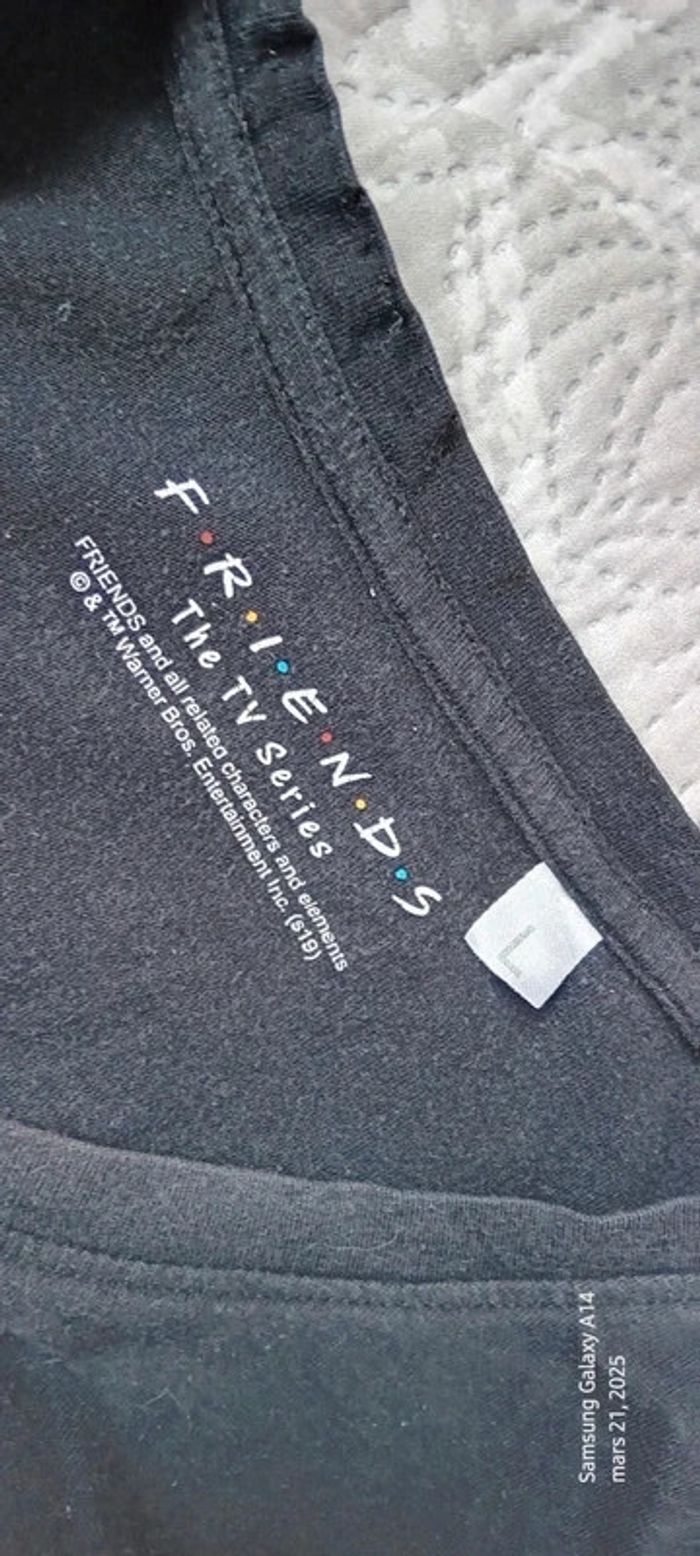 F•R•I•E•N•D•S
The TV Series
FRIENDS and all related characters and elements
© & TM Warner Bros. Entertainment Inc. (s19)
L
Samsung Galaxy A14
mars 21, 2025